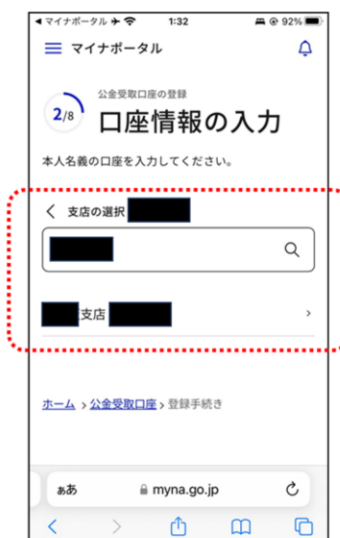 マイナポータル 1:32 92%
マイナポータル
2/8
公金受取口座の登録
口座情報の入力
本人名義の口座を入力してください。
支店の選択
支店
ホーム > 公金受取口座 > 登録手続き
ぁあ myna.go.jp